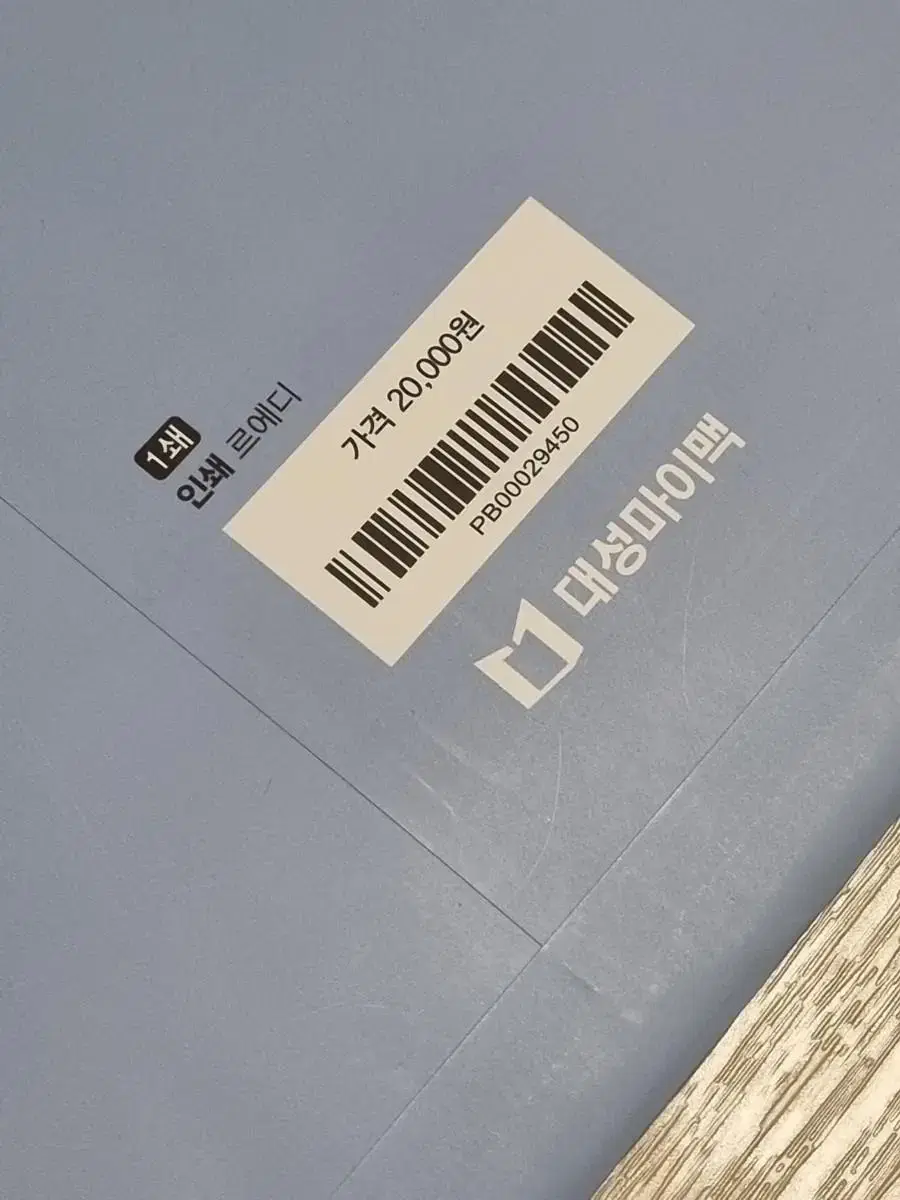 1쇄
인쇄 르에디
가격 20,000원
PB00029450
대성마이맥